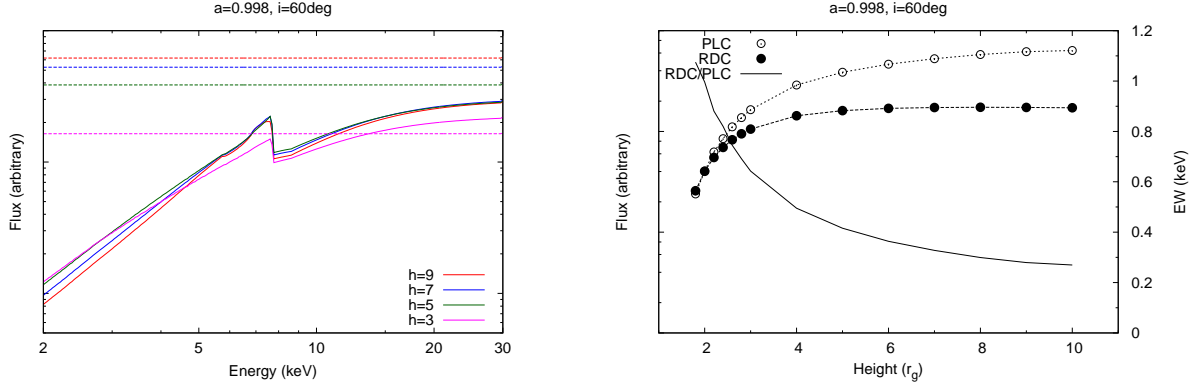 a=0.998, i=60deg
Flux (arbitrary)
h=9
h=7
h=5
h=3
2
5
10
20
30
Energy (keV)
a=0.998, i=60deg
Flux (arbitrary)
PLC
RDC
RDC/PLC
1.2
1
0.8
0.6
0.4
0.2
0
EW (keV)
2
4
6
8
10
Height (r_g)